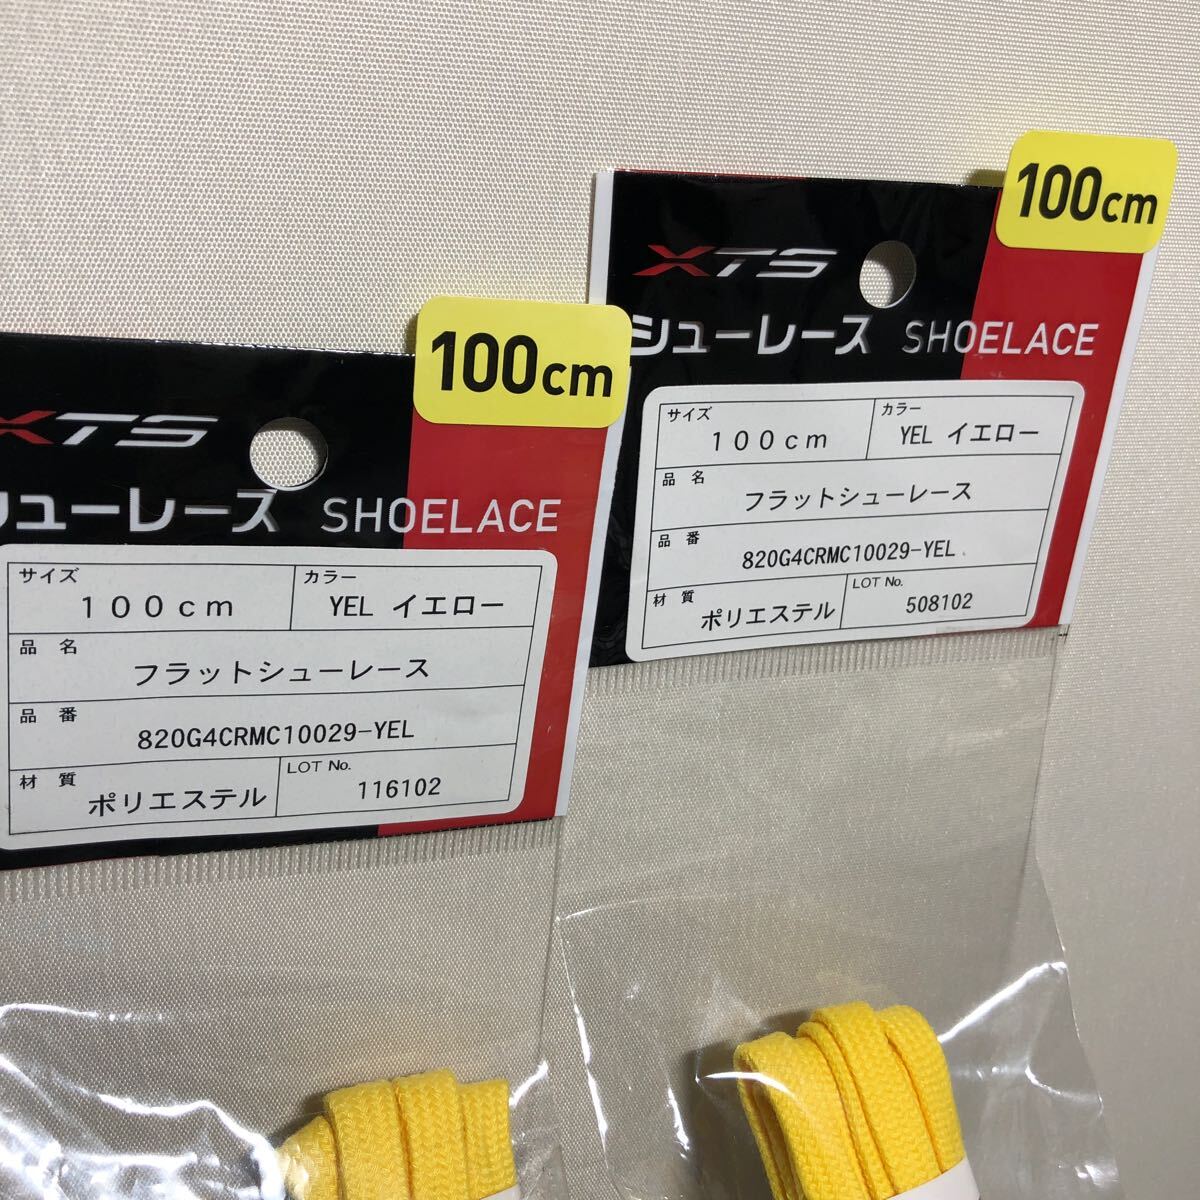 100cm
XTS
シューレース SHOELACE
サイズ
100cm
カラー
YEL イエロー
品名
フラットシューレース
品番
820G4CRMC10029-YEL
材質
ポリエステル
LOT No.
116102
100cm
XTS
シューレース SHOELACE
サイズ
100cm
カラー
YEL イエロー
品名
フラットシューレース
品番
820G4CRMC10029-YEL
材質
ポリエステル
LOT No.
508102